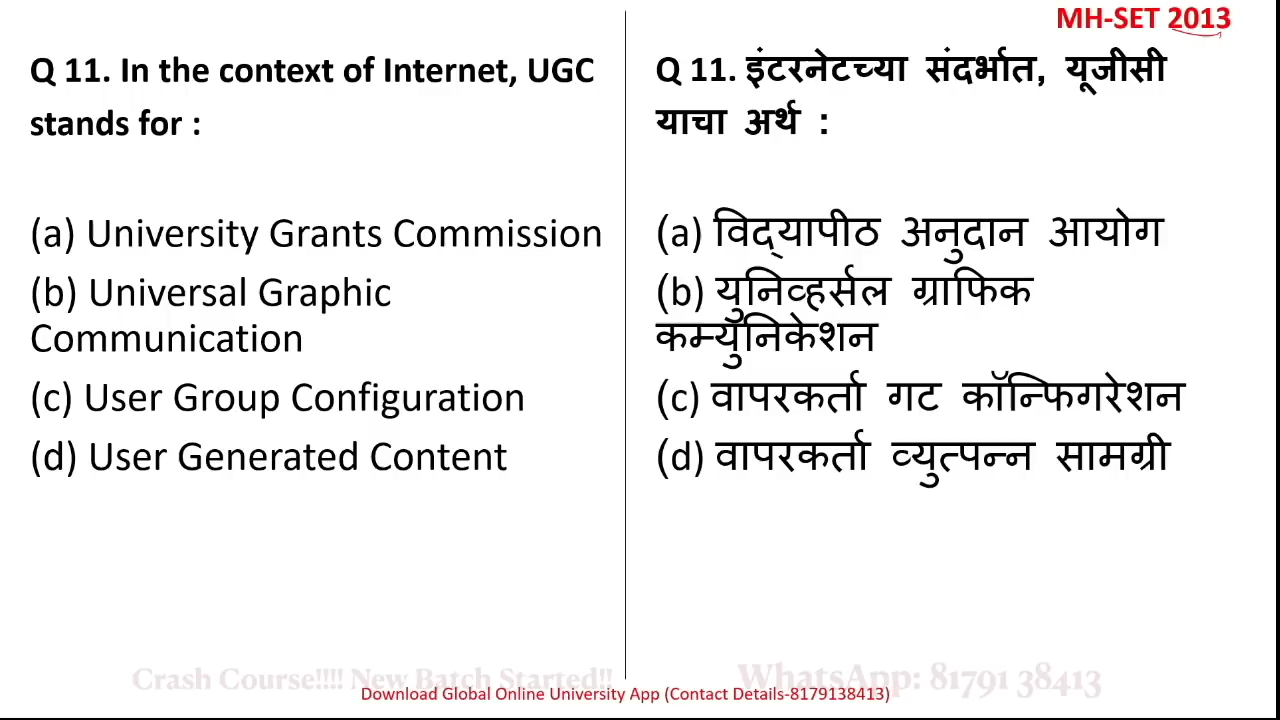 MH-SET 2013
Q 11. In the context of Internet, UGC
stands for :
(a) University Grants Commission
(b) Universal Graphic
Communication
(c) User Group Configuration
(d) User Generated Content
Q 11. इंटरनेटच्या संदर्भात, यूजीसी
याचा अर्थ :
(a) विद्‌यापीठ अनुदान आयोग
(b) युनिव्हर्सल ग्राफिक
कम्युनिकेशन
(c) वापरकर्ता गट कॉन्फिगरेशन
(d) वापरकर्ता व्युत्पन्न सामग्री
Crash Course!!!! New Batch Started!!
WhatsApp: 81791 38413
Download Global Online University App (Contact Details-8179138413)